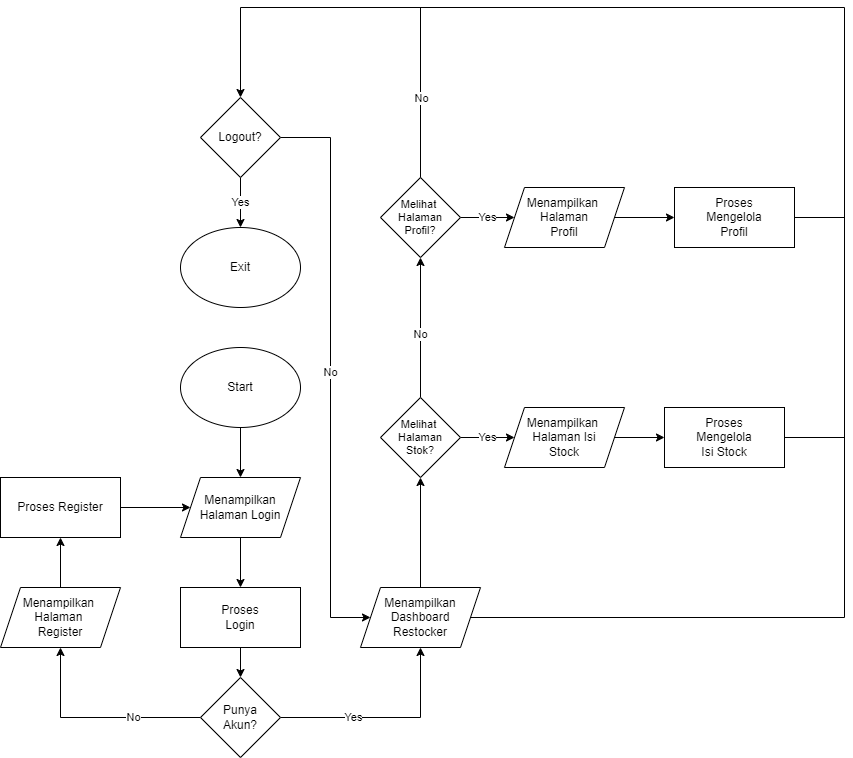 No
Logout?
Yes
Melihat
Halaman
Profil?
Yes
Menampilkan
Halaman
Profil
Proses
Mengelola
Profil
Exit
No
No
Start
Melihat
Halaman
Stok?
Yes
Menampilkan
Halaman Isi
Stock
Proses
Mengelola
Isi Stock
Proses Register
Menampilkan
Halaman Login
Menampilkan
Halaman
Register
Proses
Login
Menampilkan
Dashboard
Restocker
No
Punya
Akun?
Yes